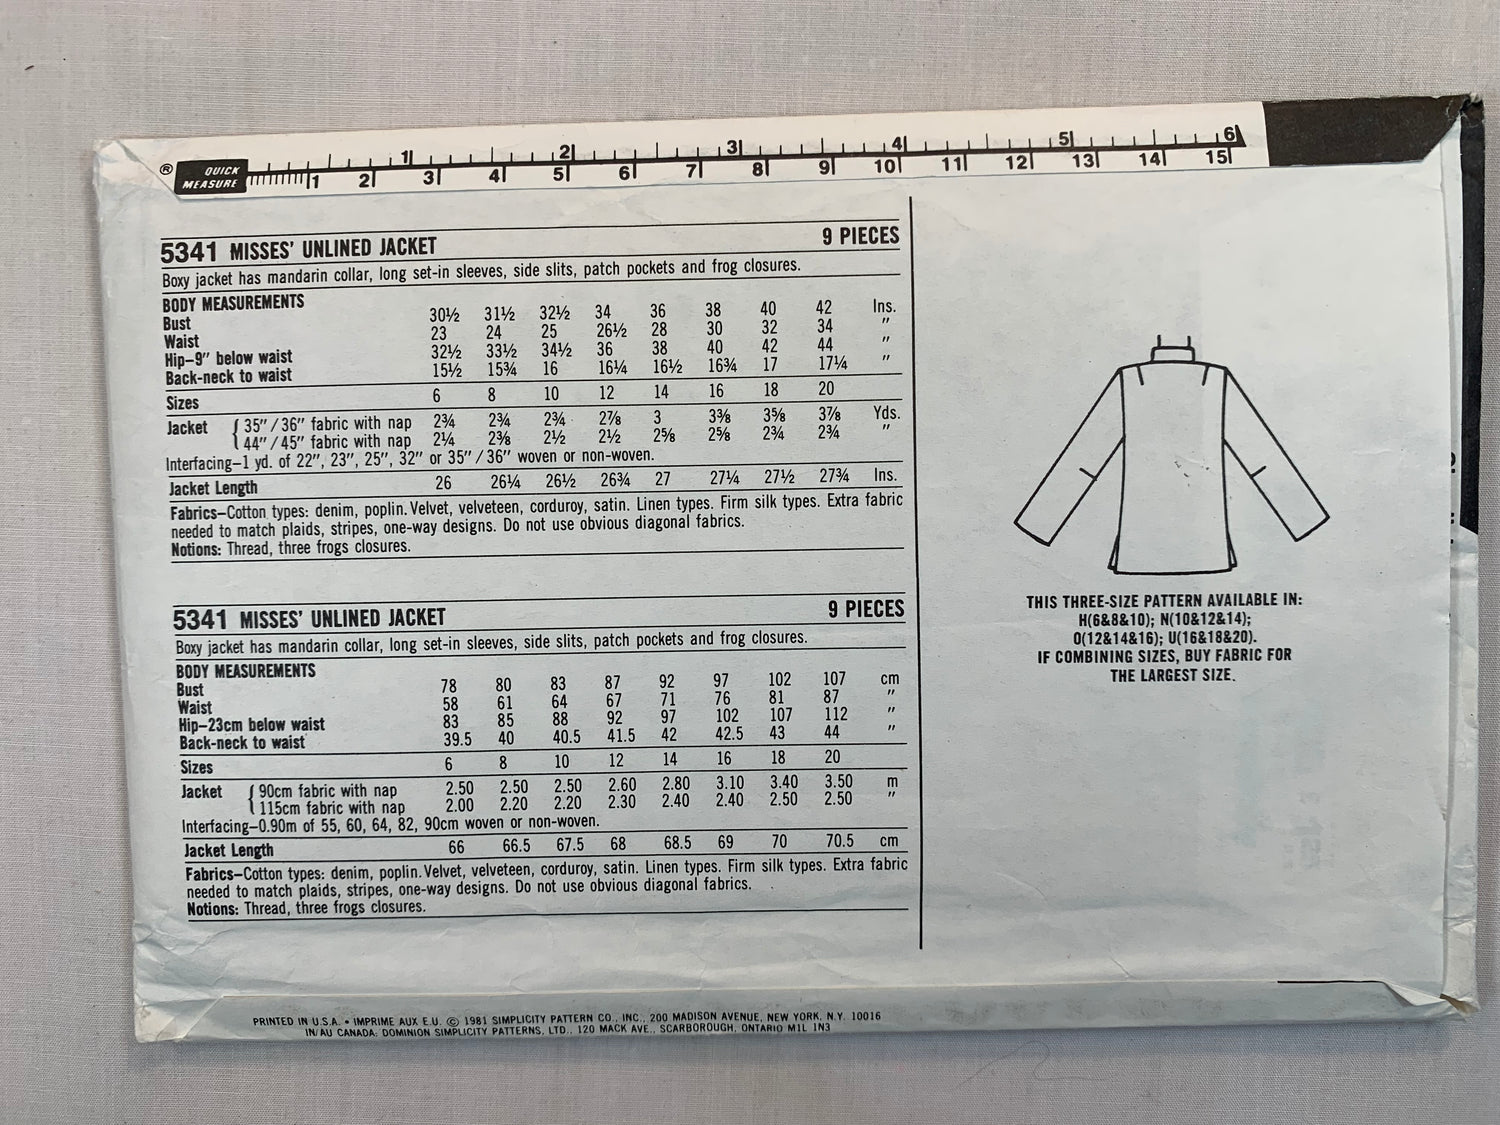 ® QUICK MEASURE
1 2 3 4 5 6
1 2 3 4 5 6 7 8 9 10 11 12 13 14 15
5341 MISSES' UNLINED JACKET 9 PIECES
Boxy jacket has mandarin collar, long set-in sleeves, side slits, patch pockets and frog closures.
BODY MEASUREMENTS
Bust 30½ 31½ 32½ 34 36 38 40 42 Ins.
Waist 23 24 25 26½ 28 30 32 34 "
Hip–9" below waist 32½ 33½ 34½ 36 38 40 42 44 "
Back-neck to waist 15½ 15¾ 16 16¼ 16½ 16¾ 17 17¼ "
Sizes 6 8 10 12 14 16 18 20
Jacket { 35"/36" fabric with nap 2¾ 2¾ 2¾ 2⅞ 3 3⅜ 3⅝ 3⅞ Yds.
44"/45" fabric with nap 2¼ 2⅜ 2½ 2½ 2⅝ 2⅝ 2¾ 2¾ "
Interfacing–1 yd. of 22", 23", 25", 32" or 35"/36" woven or non-woven.
Jacket Length 26 26¼ 26½ 26¾ 27 27¼ 27½ 27¾ Ins.
Fabrics–Cotton types: denim, poplin. Velvet, velveteen, corduroy, satin. Linen types. Firm silk types. Extra fabric
needed to match plaids, stripes, one-way designs. Do not use obvious diagonal fabrics.
Notions: Thread, three frogs closures.
5341 MISSES' UNLINED JACKET 9 PIECES
Boxy jacket has mandarin collar, long set-in sleeves, side slits, patch pockets and frog closures.
BODY MEASUREMENTS
Bust 78 80 83 87 92 97 102 107 cm
Waist 58 61 64 67 71 76 81 87 "
Hip–23cm below waist 83 85 88 92 97 102 107 112 "
Back-neck to waist 39.5 40 40.5 41.5 42 42.5 43 44 "
Sizes 6 8 10 12 14 16 18 20
Jacket { 90cm fabric with nap 2.50 2.50 2.50 2.60 2.80 3.10 3.40 3.50 m
115cm fabric with nap 2.00 2.20 2.20 2.30 2.40 2.40 2.50 2.50 "
Interfacing–0.90m of 55, 60, 64, 82, 90cm woven or non-woven.
Jacket Length 66 66.5 67.5 68 68.5 69 70 70.5 cm
Fabrics–Cotton types: denim, poplin. Velvet, velveteen, corduroy, satin. Linen types. Firm silk types. Extra fabric
needed to match plaids, stripes, one-way designs. Do not use obvious diagonal fabrics.
Notions: Thread, three frogs closures.
THIS THREE-SIZE PATTERN AVAILABLE IN:
H(6&8&10); N(10&12&14);
O(12&14&16); U(16&18&20).
IF COMBINING SIZES, BUY FABRIC FOR
THE LARGEST SIZE.
PRINTED IN U.S.A. • IMPRIME AUX E.U. © 1981 SIMPLICITY PATTERN CO., INC., 200 MADISON AVENUE, NEW YORK, N.Y. 10016
IN/AU CANADA: DOMINION SIMPLICITY PATTERNS, LTD., 120 MACK AVE., SCARBOROUGH, ONTARIO M1L 1N3